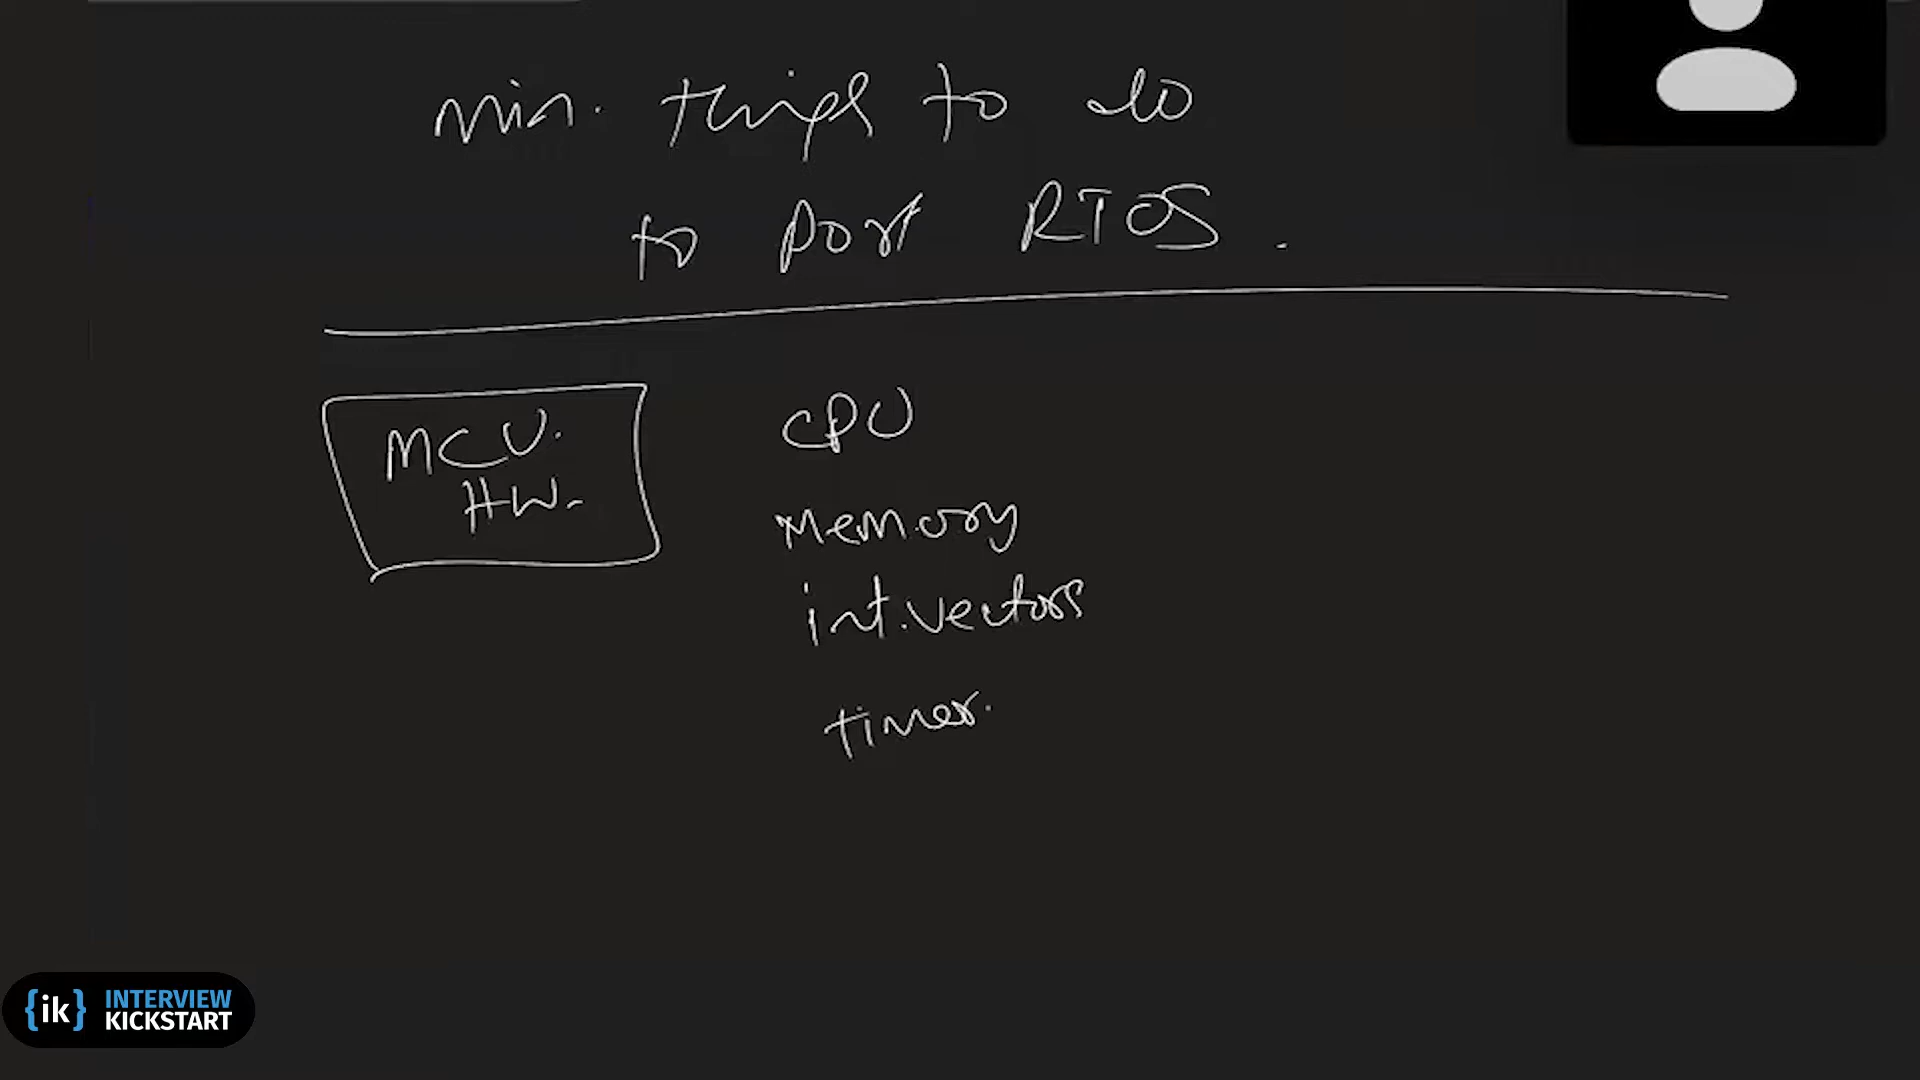 min. things to do
to port RTOS.
MCU.
HW.
CPU
memory
int.vectors
timer.
{ik} INTERVIEW
KICKSTART